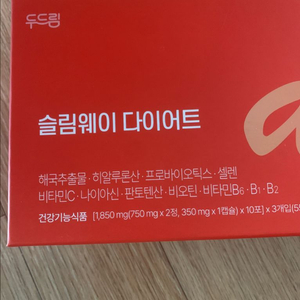 두드림
슬림웨이 다이어트
해국추출물·히알루론산·프로바이오틱스·셀렌
비타민C·나이아신·판토텐산·비오틴·비타민B6·B1·B2
건강기능식품 [1,850 mg(750 mg x 2정, 350 mg x 1캡슐) x 10포] x 3개입(55